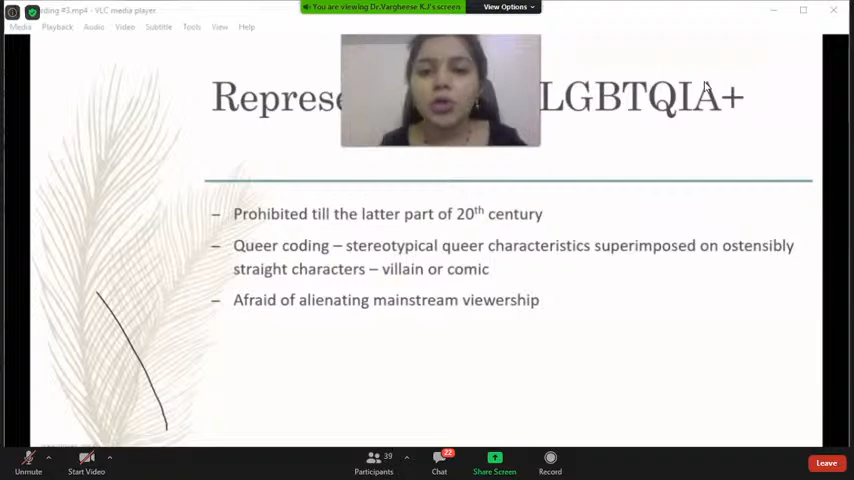 ding #3.mp4 - VLC media player
You are viewing Dr.Vargheese K.J's screen
View Options
Media Playback Audio Video Subtitle Tools View Help
Represe LGBTQIA+
– Prohibited till the latter part of 20th century
– Queer coding – stereotypical queer characteristics superimposed on ostensibly
straight characters – villain or comic
– Afraid of alienating mainstream viewership
39
22
Unmute Start Video Participants Chat Share Screen Record Leave